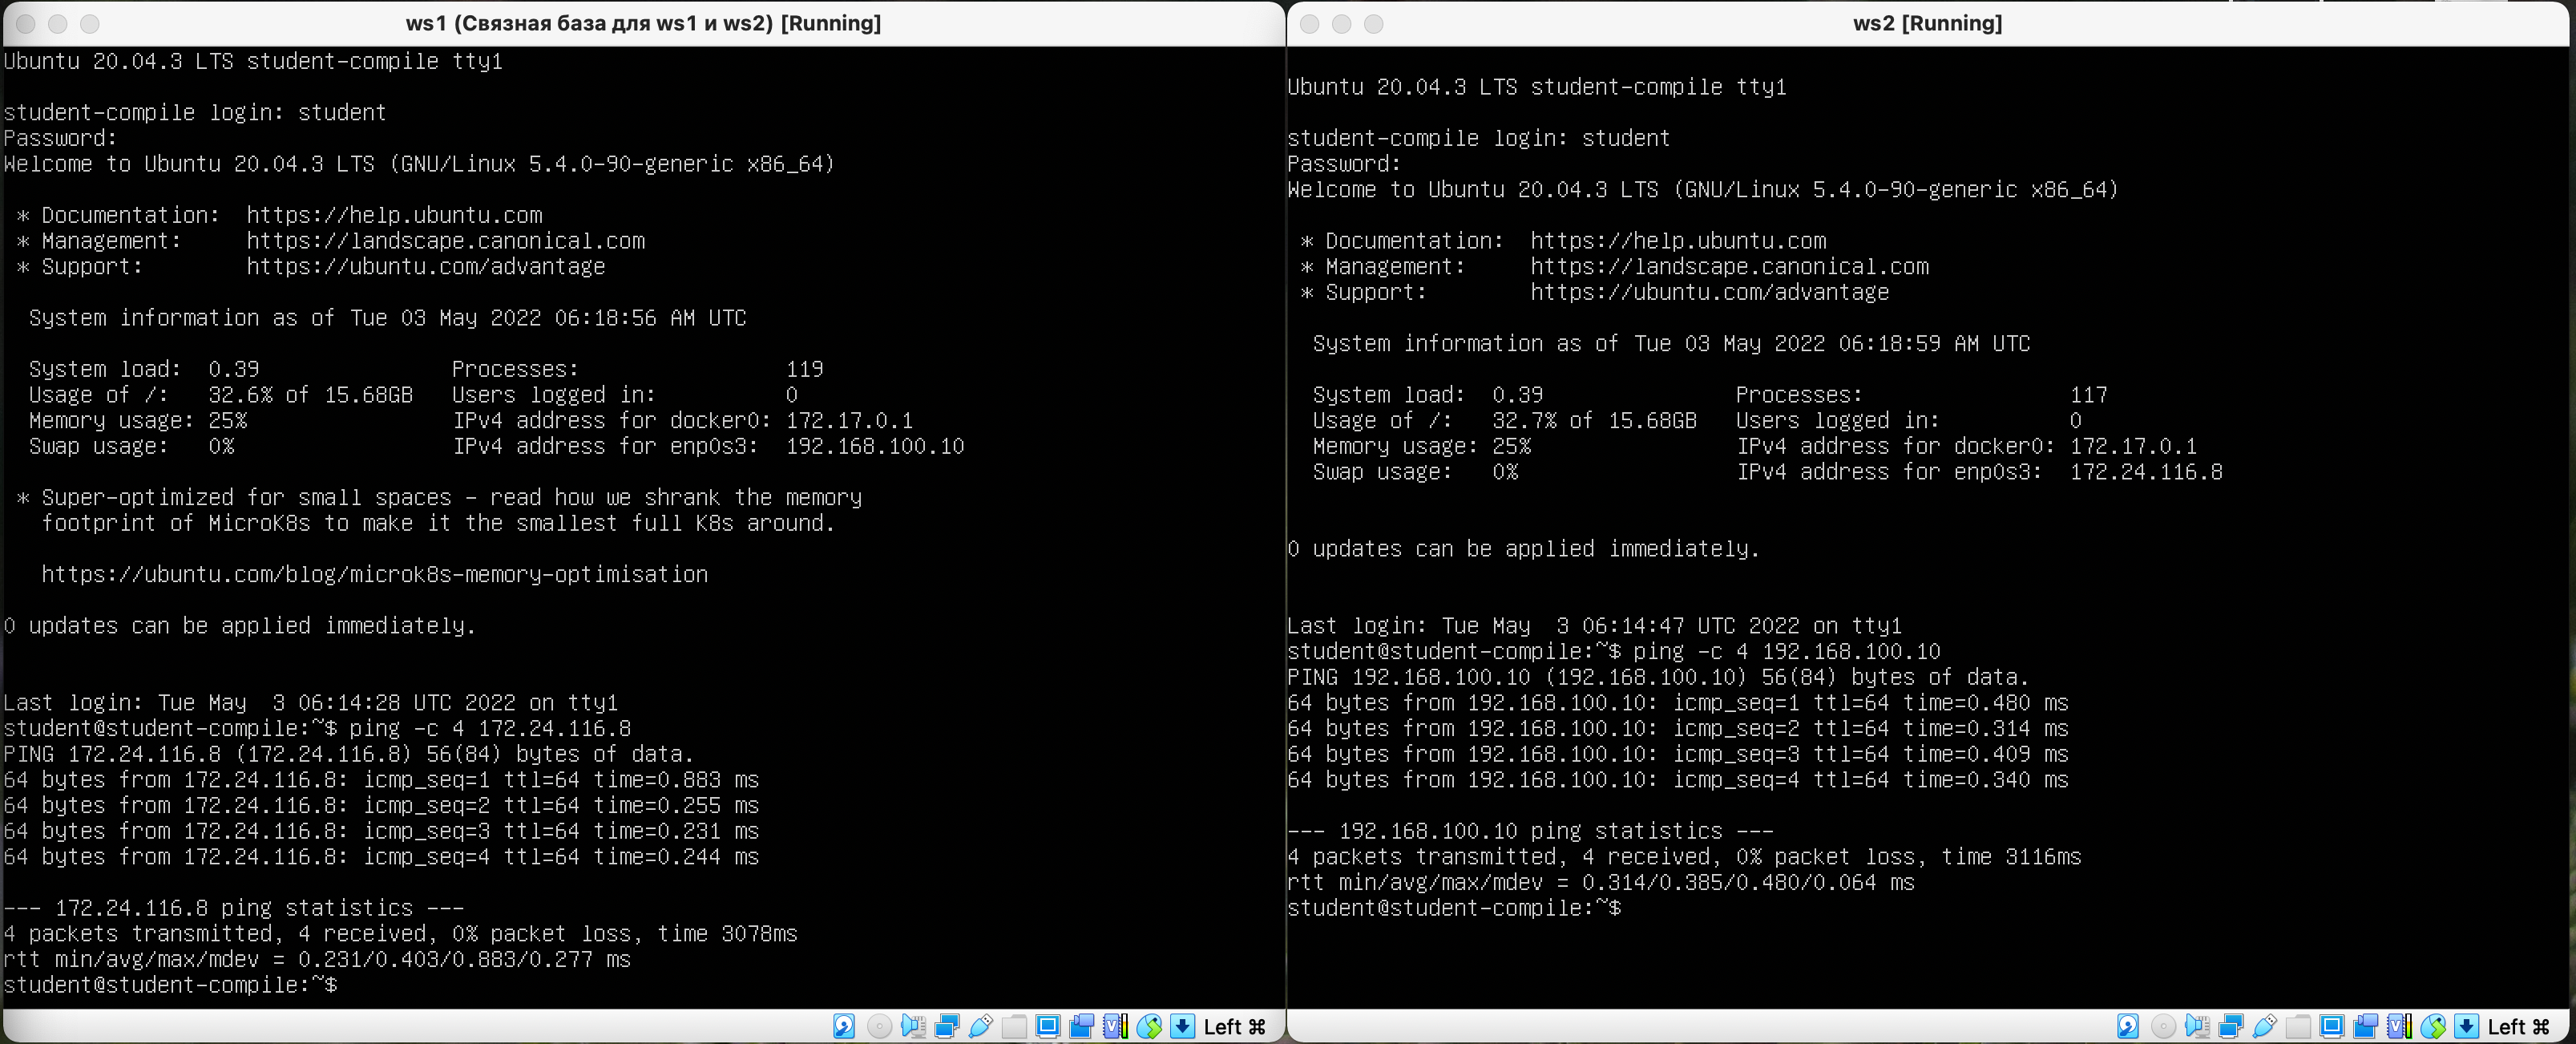 ws1 (Связная база для ws1 и ws2) [Running]
Ubuntu 20.04.3 LTS student-compile tty1
student-compile login: student
Password:
Welcome to Ubuntu 20.04.3 LTS (GNU/Linux 5.4.0-90-generic x86_64)
* Documentation:  https://help.ubuntu.com
* Management:     https://landscape.canonical.com
* Support:        https://ubuntu.com/advantage
System information as of Tue 03 May 2022 06:18:56 AM UTC
System load:  0.39                Processes:                119
Usage of /:   32.6% of 15.68GB   Users logged in:          0
Memory usage: 25%                IPv4 address for docker0: 172.17.0.1
Swap usage:   0%                 IPv4 address for enp0s3:  192.168.100.10
* Super-optimized for small spaces - read how we shrank the memory
footprint of MicroK8s to make it the smallest full K8s around.
https://ubuntu.com/blog/microk8s-memory-optimisation
0 updates can be applied immediately.
Last login: Tue May  3 06:14:28 UTC 2022 on tty1
student@student-compile:~$ ping -c 4 172.24.116.8
PING 172.24.116.8 (172.24.116.8) 56(84) bytes of data.
64 bytes from 172.24.116.8: icmp_seq=1 ttl=64 time=0.883 ms
64 bytes from 172.24.116.8: icmp_seq=2 ttl=64 time=0.255 ms
64 bytes from 172.24.116.8: icmp_seq=3 ttl=64 time=0.231 ms
64 bytes from 172.24.116.8: icmp_seq=4 ttl=64 time=0.244 ms
--- 172.24.116.8 ping statistics ---
4 packets transmitted, 4 received, 0% packet loss, time 3078ms
rtt min/avg/max/mdev = 0.231/0.403/0.883/0.277 ms
student@student-compile:~$
Left ⌘
ws2 [Running]
Ubuntu 20.04.3 LTS student-compile tty1
student-compile login: student
Password:
Welcome to Ubuntu 20.04.3 LTS (GNU/Linux 5.4.0-90-generic x86_64)
* Documentation:  https://help.ubuntu.com
* Management:     https://landscape.canonical.com
* Support:        https://ubuntu.com/advantage
System information as of Tue 03 May 2022 06:18:59 AM UTC
System load:  0.39                Processes:                117
Usage of /:   32.7% of 15.68GB   Users logged in:          0
Memory usage: 25%                IPv4 address for docker0: 172.17.0.1
Swap usage:   0%                 IPv4 address for enp0s3:  172.24.116.8
0 updates can be applied immediately.
Last login: Tue May  3 06:14:47 UTC 2022 on tty1
student@student-compile:~$ ping -c 4 192.168.100.10
PING 192.168.100.10 (192.168.100.10) 56(84) bytes of data.
64 bytes from 192.168.100.10: icmp_seq=1 ttl=64 time=0.480 ms
64 bytes from 192.168.100.10: icmp_seq=2 ttl=64 time=0.314 ms
64 bytes from 192.168.100.10: icmp_seq=3 ttl=64 time=0.409 ms
64 bytes from 192.168.100.10: icmp_seq=4 ttl=64 time=0.340 ms
--- 192.168.100.10 ping statistics ---
4 packets transmitted, 4 received, 0% packet loss, time 3116ms
rtt min/avg/max/mdev = 0.314/0.385/0.480/0.064 ms
student@student-compile:~$
Left ⌘